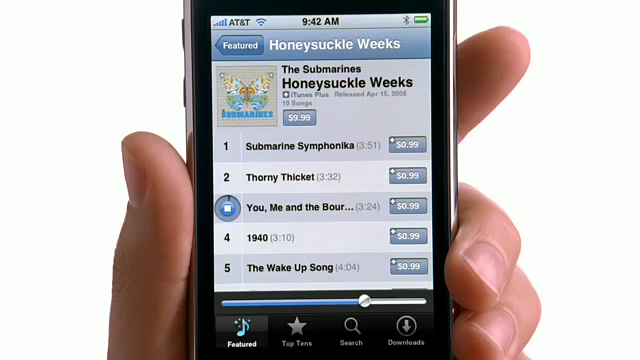 AT&T 9:42 AM
Featured Honeysuckle Weeks
The Submarines
Honeysuckle Weeks
iTunes Plus Released Apr 15, 2008
10 Songs
$9.99
SUBMARINES
1 Submarine Symphonika (3:51) $0.99
2 Thorny Thicket (3:32) $0.99
You, Me and the Bour... (3:24) $0.99
4 1940 (3:10) $0.99
5 The Wake Up Song (4:04) $0.99
Featured Top Tens Search Downloads